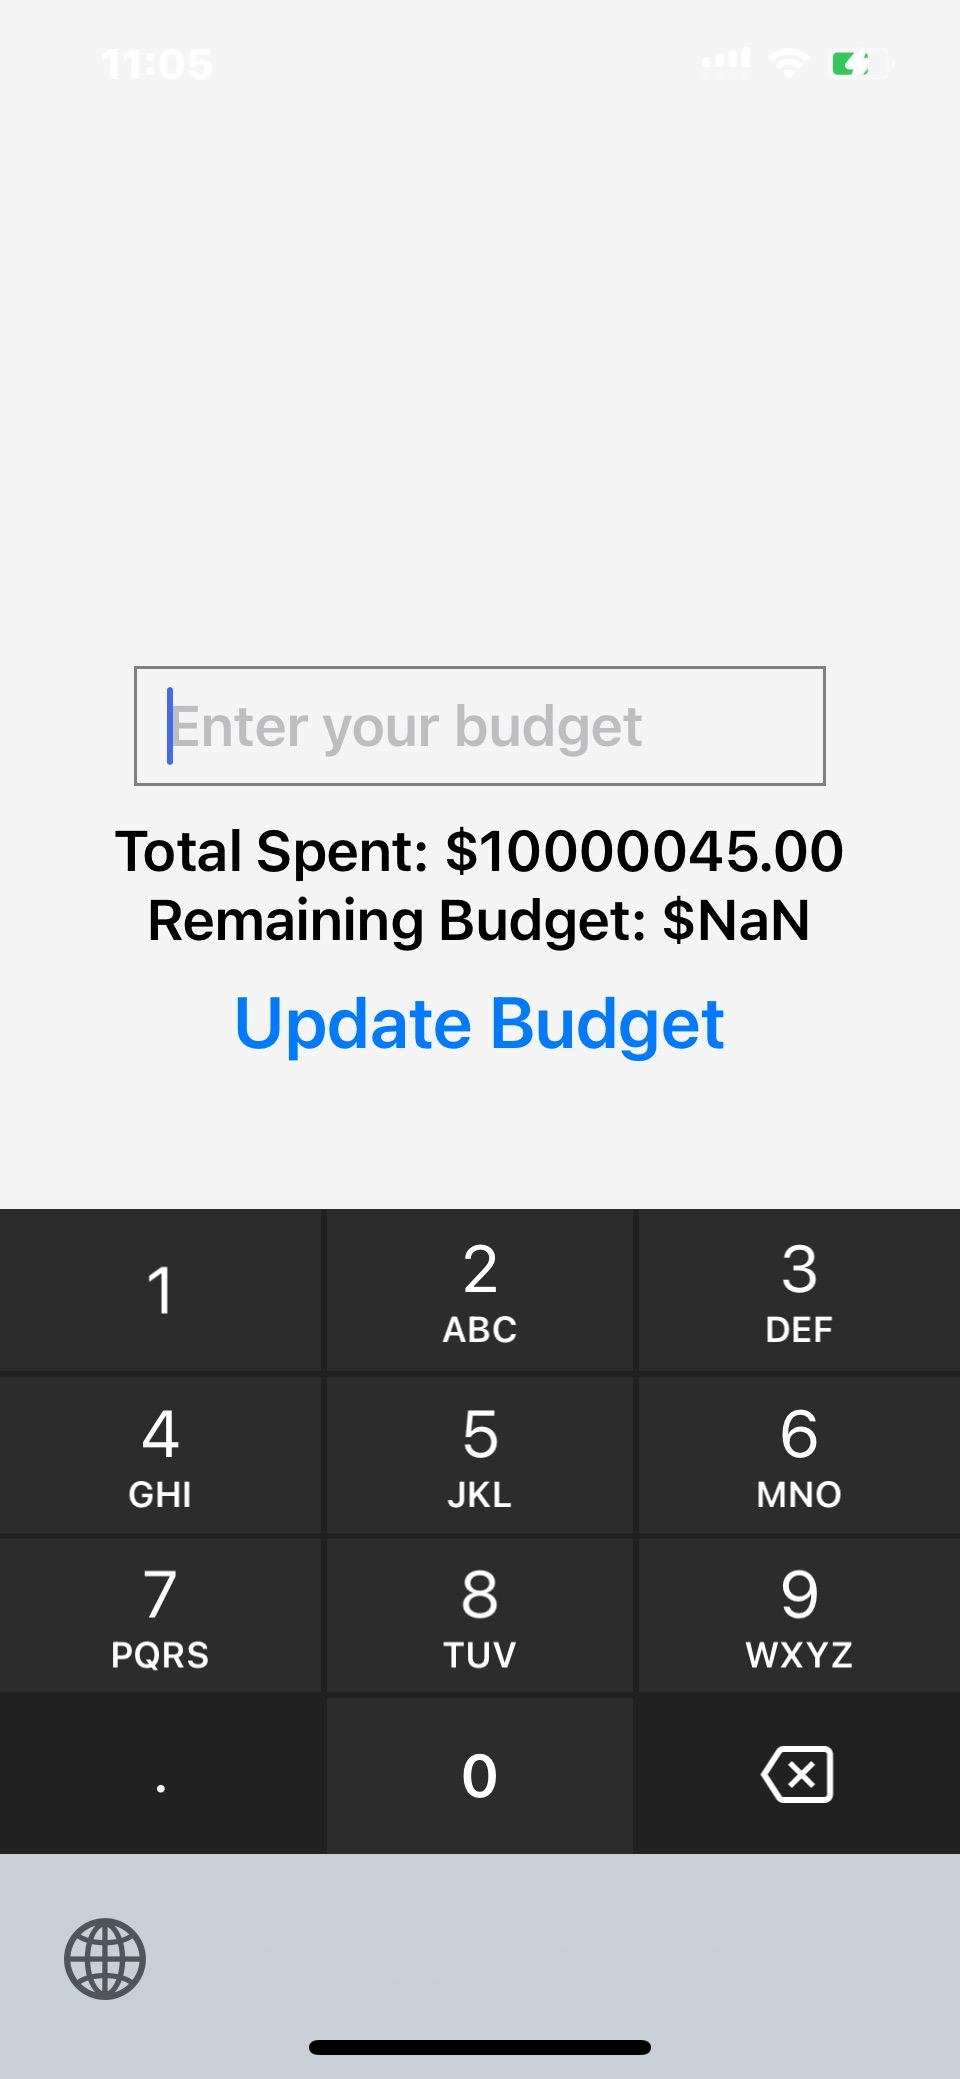 11:05
Enter your budget
Total Spent: $10000045.00
Remaining Budget: $NaN
Update Budget
1
2
ABC
3
DEF
4
GHI
5
JKL
6
MNO
7
PQRS
8
TUV
9
WXYZ
.
0